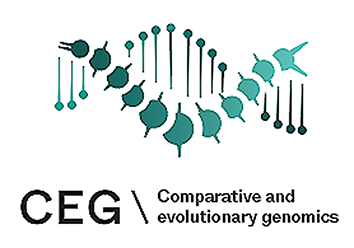 CEG \ Comparative and
evolutionary genomics